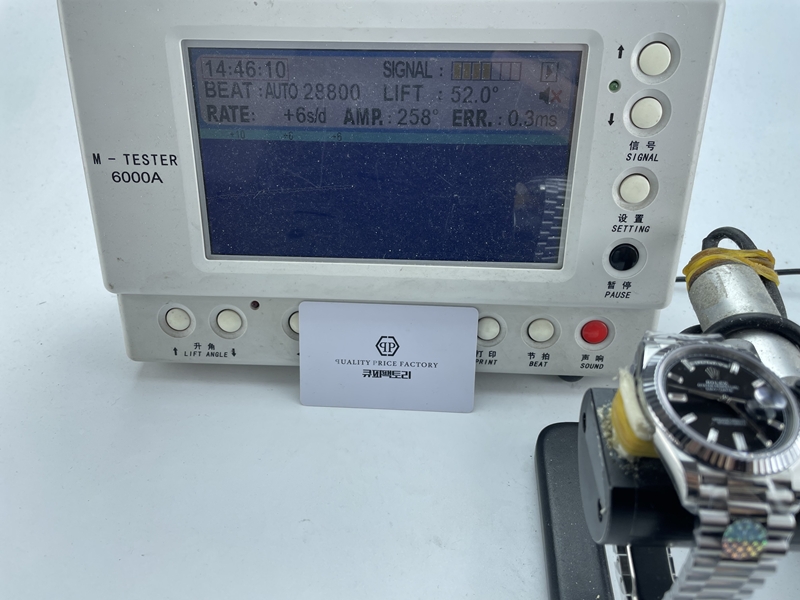 14:46:10 SIGNAL :
BEAT : AUTO 28800 LIFT : 52.0°
RATE: +6s/d AMP.: 258° ERR.: 0.3ms
M - TESTER
6000A
信号
SIGNAL
设置
SETTING
暂停
PAUSE
升角
LIFT ANGLE
打印
PRINT
节拍
BEAT
声响
SOUND
QP
QUALITY PRICE FACTORY
큐피팩토리
ROLEX